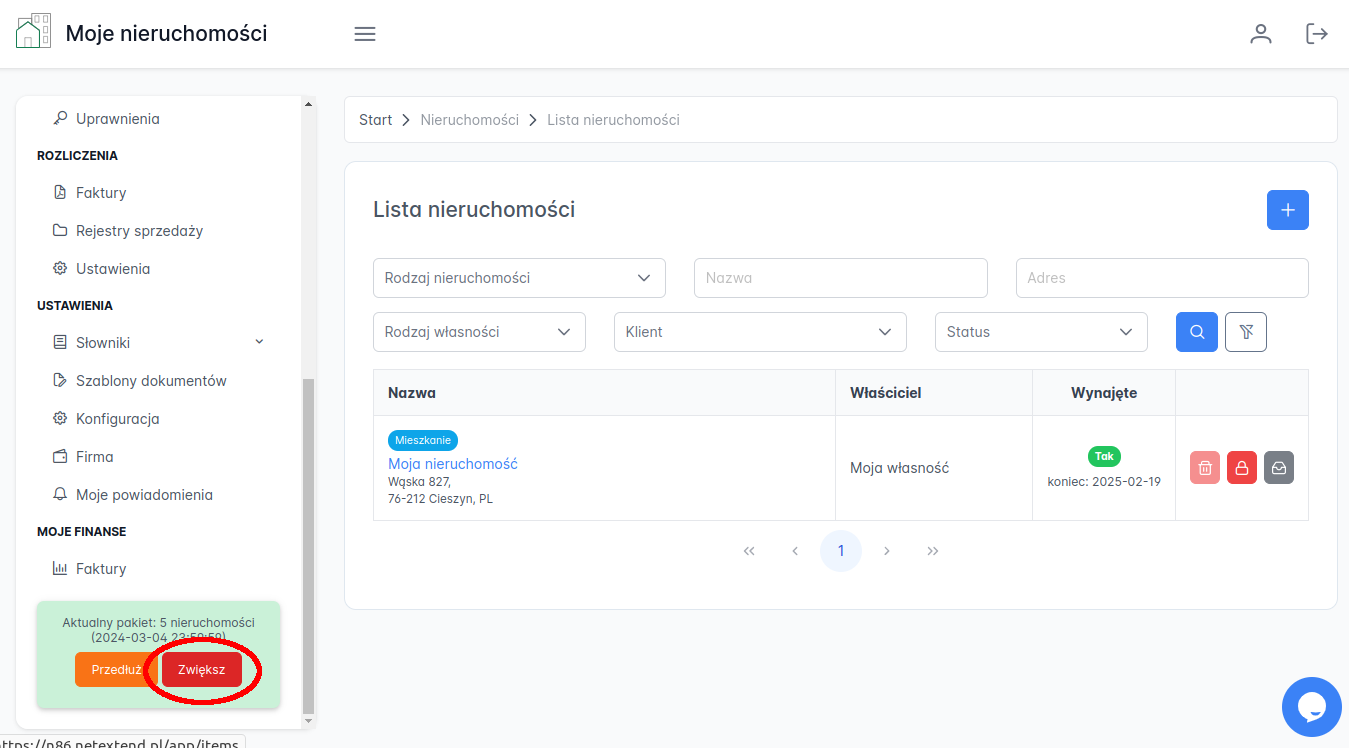 Moje nieruchomości
Uprawnienia
ROZLICZENIA
Faktury
Rejestry sprzedaży
Ustawienia
USTAWIENIA
Słowniki
Szablony dokumentów
Konfiguracja
Firma
Moje powiadomienia
MOJE FINANSE
Faktury
Aktualny pakiet: 5 nieruchomości
(2024-03-04 23:59:59)
Przedłuż Zwiększ
Start Nieruchomości Lista nieruchomości
Lista nieruchomości
Rodzaj nieruchomości Nazwa Adres
Rodzaj własności Klient Status
Nazwa Właściciel Wynajęte
Mieszkanie
Moja nieruchomość
Wąska 827,
76-212 Cieszyn, PL
Moja własność
Tak
koniec: 2025-02-19
1
https://n86.netextend.pl/app/items